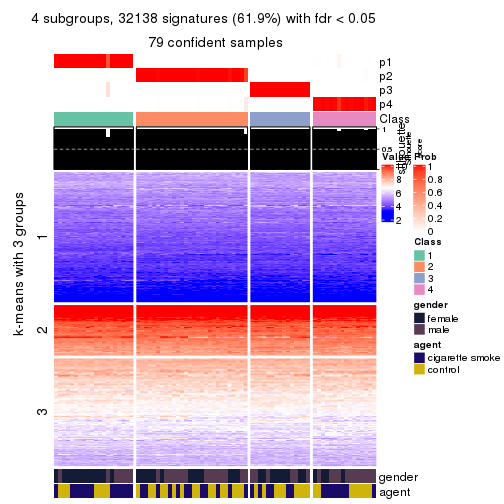 4 subgroups, 32138 signatures (61.9%) with fdr < 0.05
79 confident samples
p1
p2
p3
p4
Class
1
0.5
silhouette
score
Value
10
8
6
4
2
Prob
1
0.8
0.6
0.4
0.2
0
Class
1
2
3
4
gender
female
male
agent
cigarette smoke
control
k-means with 3 groups
1
2
3
gender
agent